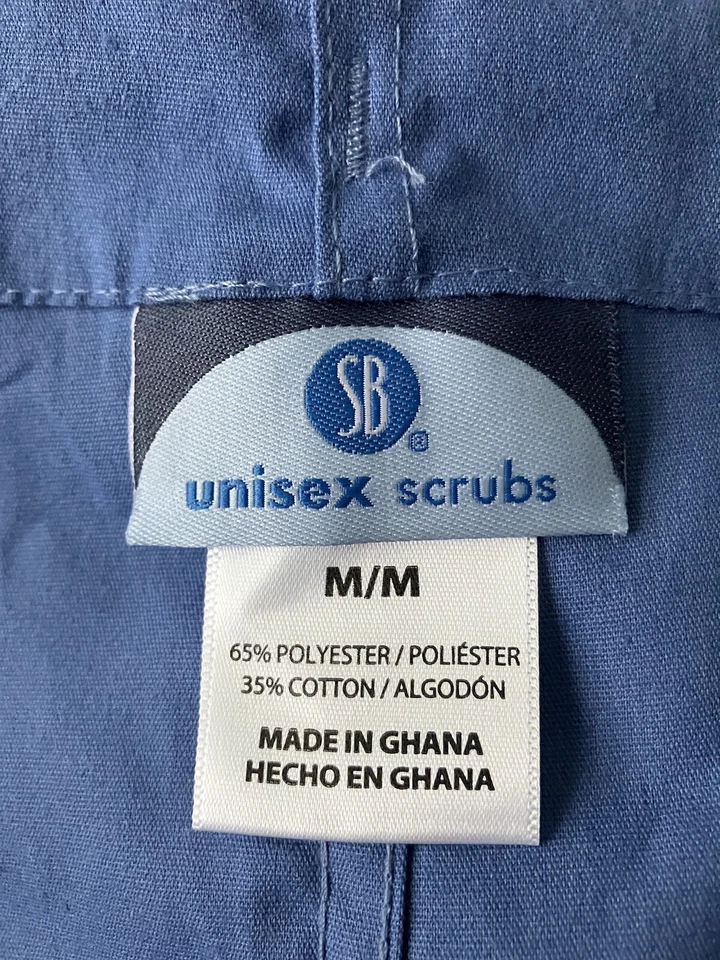 SB®
unisex scrubs
M/M
65% POLYESTER / POLIÉSTER
35% COTTON / ALGODÓN
MADE IN GHANA
HECHO EN GHANA